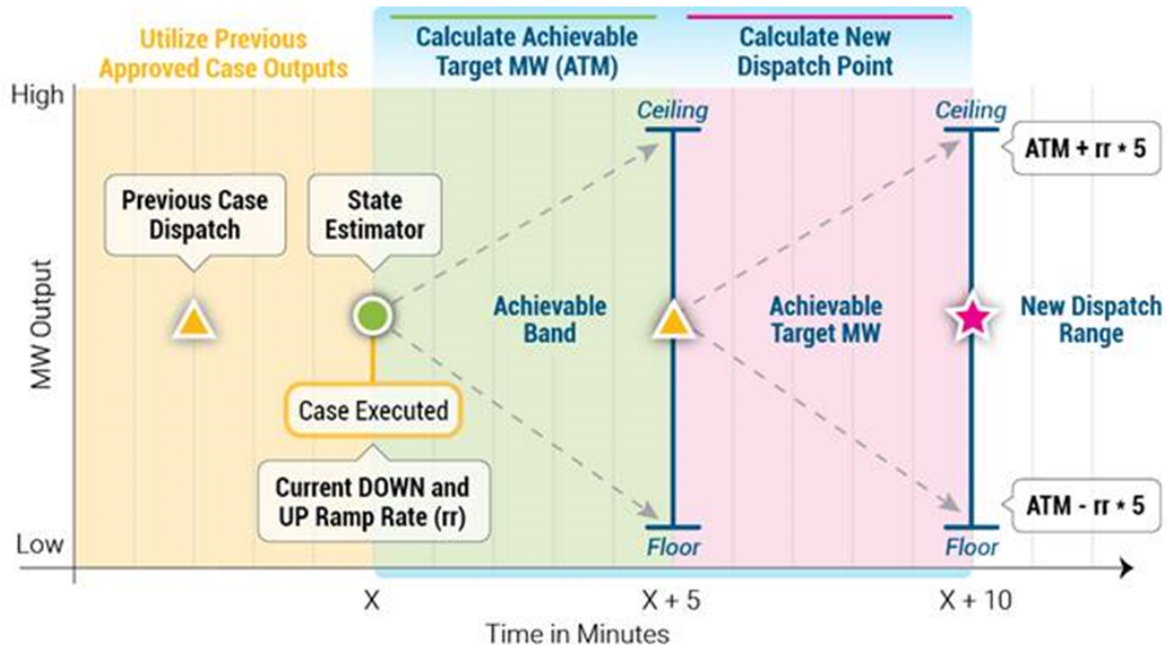 Utilize Previous
Approved Case Outputs
Calculate Achievable
Target MW (ATM)
Calculate New
Dispatch Point
High
Ceiling
Ceiling
ATM + rr * 5
Previous Case
Dispatch
State
Estimator
MW Output
Achievable
Band
Achievable
Target MW
New Dispatch
Range
Case Executed
Current DOWN and
UP Ramp Rate (rr)
ATM - rr * 5
Low
Floor
Floor
X
X + 5
X + 10
Time in Minutes